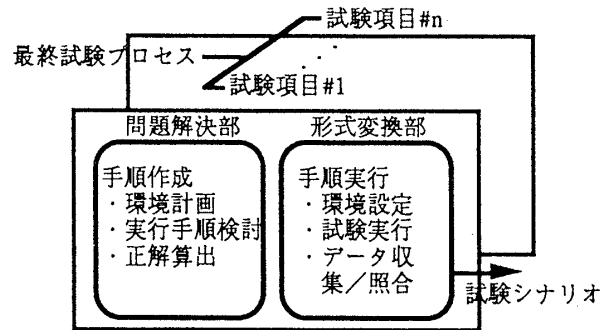 試験項目#n
最終試験プロセス
試験項目#1
問題解決部
手順作成
・環境計画
・実行手順検討
・正解算出
形式変換部
手順実行
・環境設定
・試験実行
・データ収
集／照合
試験シナリオ